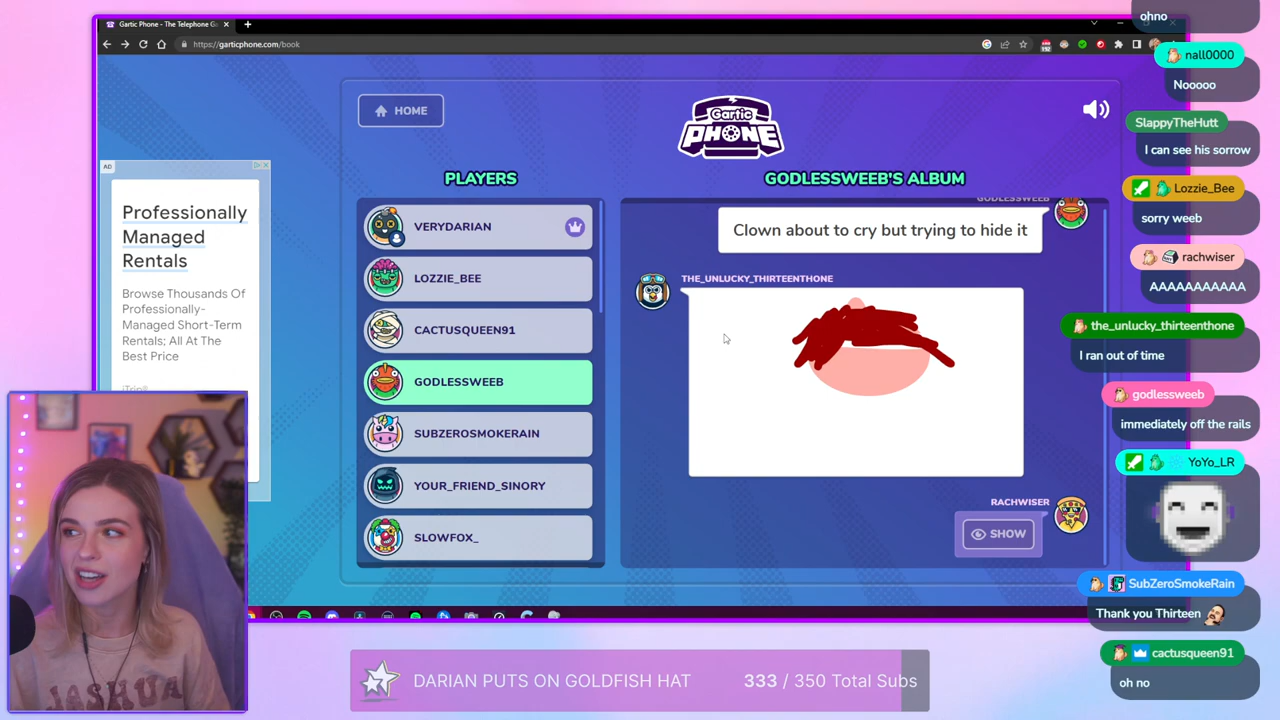 Gartic Phone - The Telephone Ga
https://garticphone.com/book
HOME
Gartic
PHONE
AD
Professionally
Managed
Rentals
Browse Thousands Of
Professionally-
Managed Short-Term
Rentals; All At The
Best Price
iTrip®
PLAYERS
VERYDARIAN
LOZZIE_BEE
CACTUSQUEEN91
GODLESSWEEB
SUBZEROSMOKERAIN
YOUR_FRIEND_SINORY
SLOWFOX_
GODLESSWEEB'S ALBUM
GODLESSWEEB
Clown about to cry but trying to hide it
THE_UNLUCKY_THIRTEENTHONE
RACHWISER
SHOW
ohno
nall0000
Nooooo
SlappyTheHutt
I can see his sorrow
Lozzie_Bee
sorry weeb
rachwiser
AAAAAAAAAAA
the_unlucky_thirteenthone
I ran out of time
godlessweeb
immediately off the rails
YoYo_LR
SubZeroSmokeRain
Thank you Thirteen
cactusqueen91
oh no
JASHUA
DARIAN PUTS ON GOLDFISH HAT
333 / 350 Total Subs